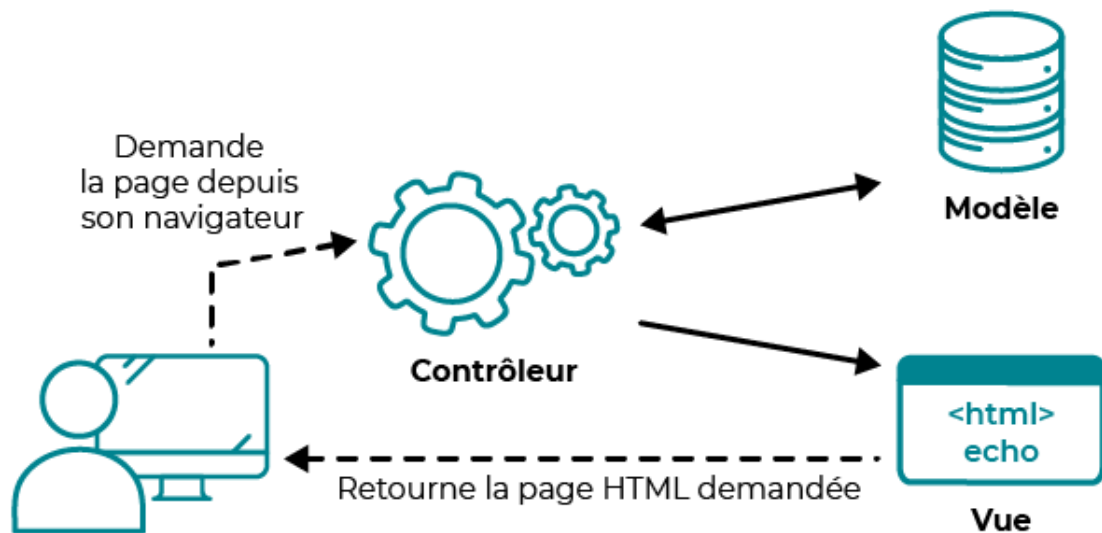 Demande
la page depuis
son navigateur
Modèle
Contrôleur
<html>
echo
Retourne la page HTML demandée
Vue